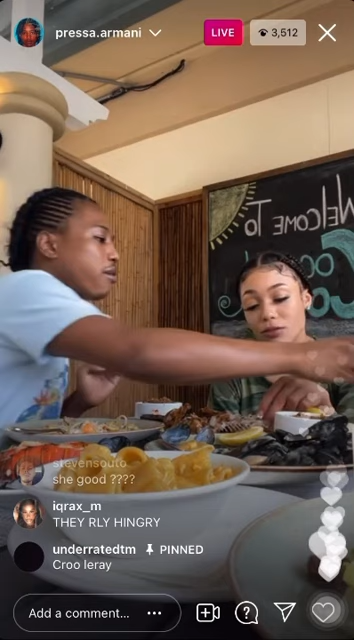 pressa.armani
LIVE
3,512
Welcome To
Coco
stevensouto
she good ????
iqrax_m
THEY RLY HINGRY
underratedtm PINNED
Croo leray
Add a comment...